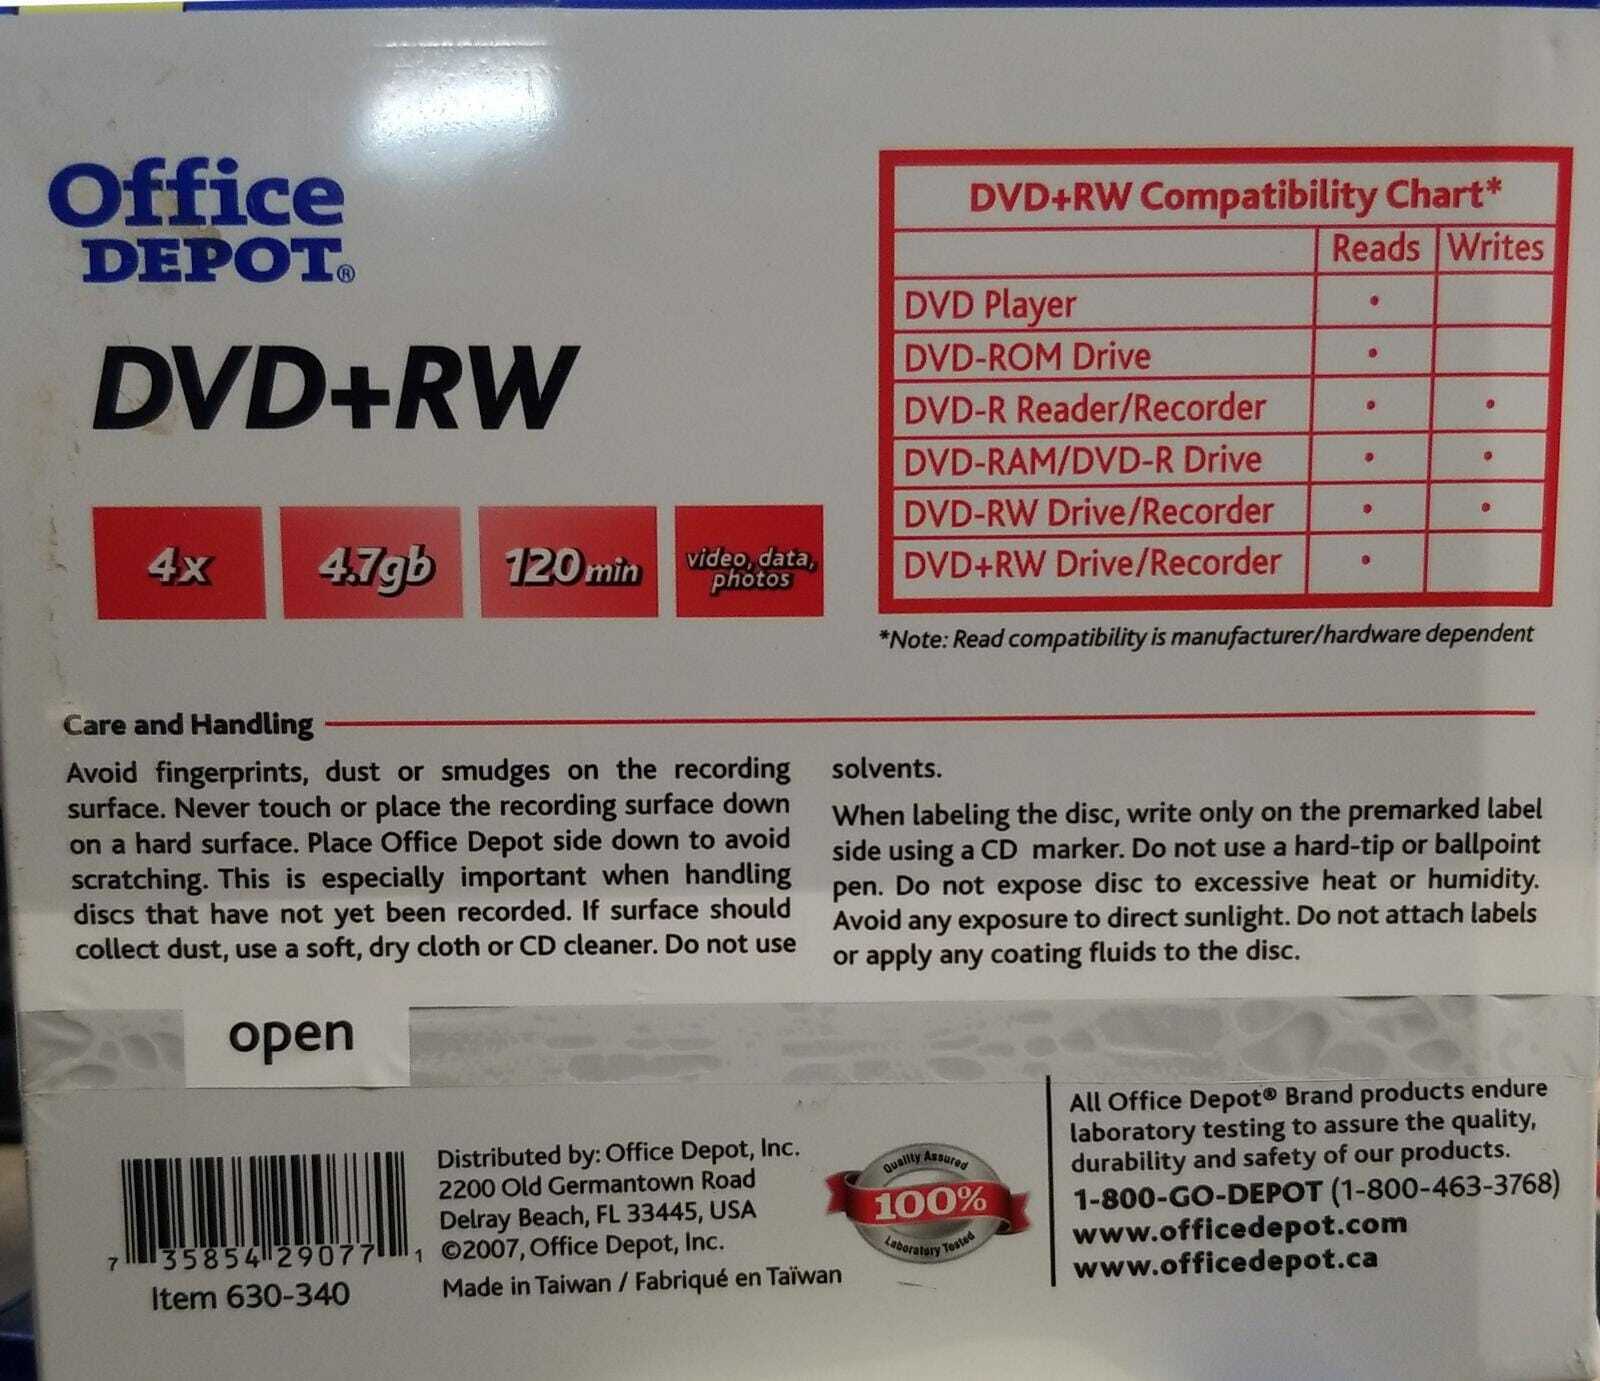 Office
DEPOT®
DVD+RW
4x
4.7gb
120 min
video, data,
photos
DVD+RW Compatibility Chart*
Reads Writes
DVD Player •
DVD-ROM Drive •
DVD-R Reader/Recorder • •
DVD-RAM/DVD-R Drive • •
DVD-RW Drive/Recorder • •
DVD+RW Drive/Recorder •
*Note: Read compatibility is manufacturer/hardware dependent
Care and Handling
Avoid fingerprints, dust or smudges on the recording
surface. Never touch or place the recording surface down
on a hard surface. Place Office Depot side down to avoid
scratching. This is especially important when handling
discs that have not yet been recorded. If surface should
collect dust, use a soft, dry cloth or CD cleaner. Do not use
solvents.
When labeling the disc, write only on the premarked label
side using a CD marker. Do not use a hard-tip or ballpoint
pen. Do not expose disc to excessive heat or humidity.
Avoid any exposure to direct sunlight. Do not attach labels
or apply any coating fluids to the disc.
open
7 35854 29077 1
Item 630-340
Distributed by: Office Depot, Inc.
2200 Old Germantown Road
Delray Beach, FL 33445, USA
©2007, Office Depot, Inc.
Made in Taiwan / Fabriqué en Taïwan
Quality Assured
100%
Laboratory Tested
All Office Depot® Brand products endure
laboratory testing to assure the quality,
durability and safety of our products.
1-800-GO-DEPOT (1-800-463-3768)
www.officedepot.com
www.officedepot.ca